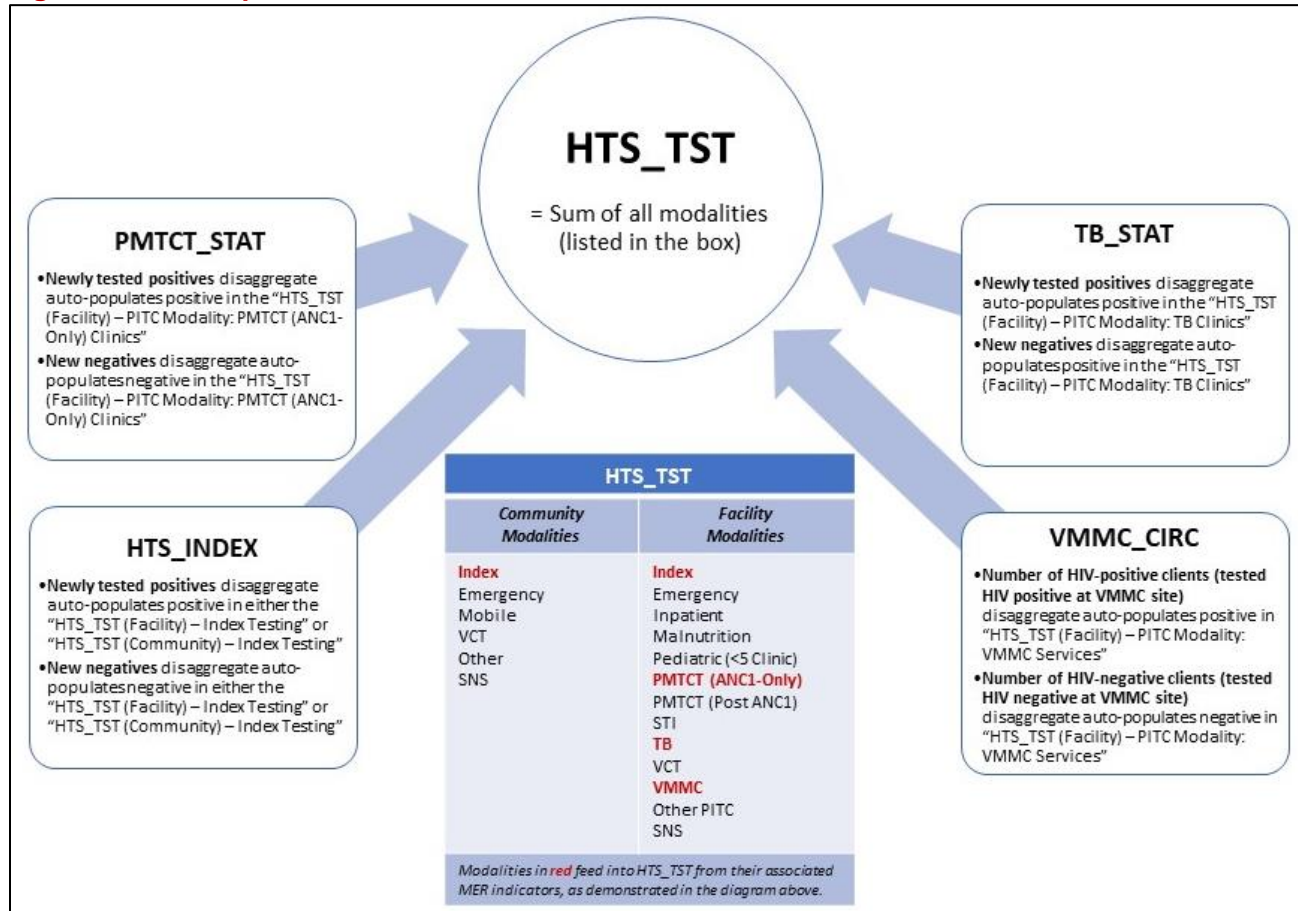 HTS_TST
= Sum of all modalities
(listed in the box)
PMTCT_STAT
•Newly tested positives disaggregate
auto-populates positive in the “HTS_TST
(Facility) – PITC Modality: PMTCT (ANC1-
Only) Clinics”
•New negatives disaggregate auto-
populates negative in the “HTS_TST
(Facility) – PITC Modality: PMTCT (ANC1-
Only) Clinics”
TB_STAT
•Newly tested positives disaggregate
auto-populates positive in the “HTS_TST
(Facility) – PITC Modality: TB Clinics”
•New negatives disaggregate auto-
populates positive in the “HTS_TST
(Facility) – PITC Modality: TB Clinics”
HTS_INDEX
•Newly tested positives disaggregate
auto-populates positive in either the
“HTS_TST (Facility) – Index Testing” or
“HTS_TST (Community) – Index Testing”
•New negatives disaggregate auto-
populates negative in either the
“HTS_TST (Facility) – Index Testing” or
“HTS_TST (Community) – Index Testing”
HTS_TST
Community
Modalities
Index
Emergency
Mobile
VCT
Other
SNS
Facility
Modalities
Index
Emergency
Inpatient
Malnutrition
Pediatric (<5 Clinic)
PMTCT (ANC1-Only)
PMTCT (Post ANC1)
STI
TB
VCT
VMMC
Other PITC
SNS
Modalities in red feed into HTS_TST from their associated
MER indicators, as demonstrated in the diagram above.
VMMC_CIRC
•Number of HIV-positive clients (tested
HIV positive at VMMC site)
disaggregate auto-populates positive in
“HTS_TST (Facility) – PITC Modality:
VMMC Services”
•Number of HIV-negative clients (tested
HIV negative at VMMC site)
disaggregate auto-populates negative in
“HTS_TST (Facility) – PITC Modality:
VMMC Services”